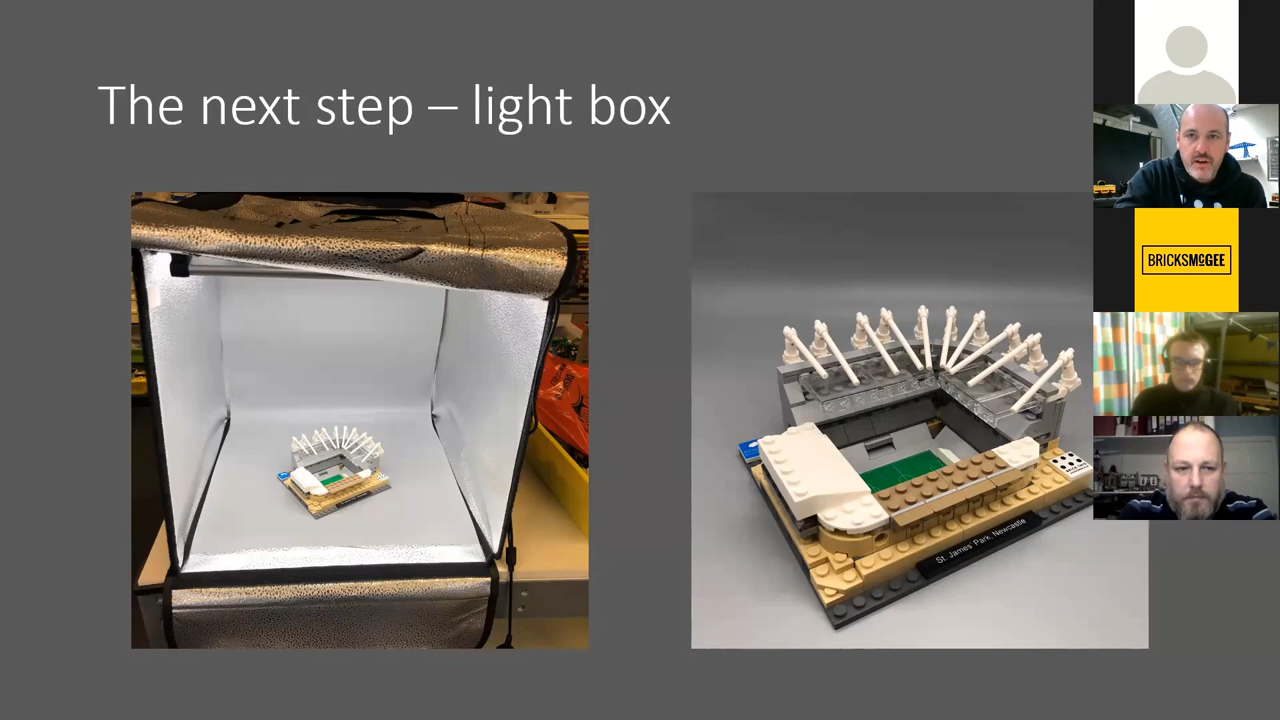 The next step – light box
BRICKSMCGEE
St. James' Park, Newcastle